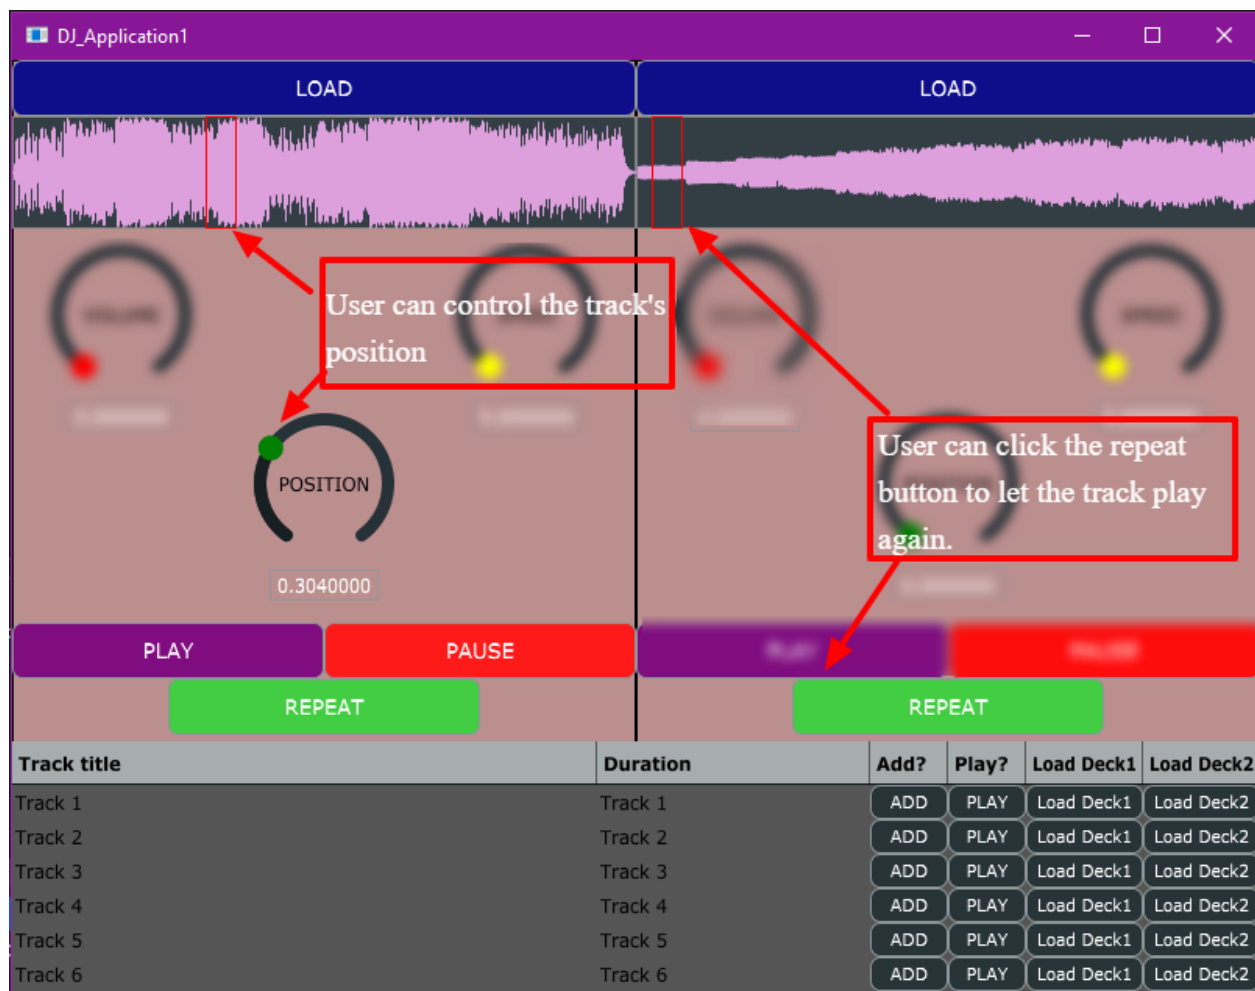 DJ_Application1
LOAD
LOAD
User can control the track's
position
POSITION
0.3040000
User can click the repeat
button to let the track play
again.
PLAY
PAUSE
REPEAT
REPEAT
Track title Duration Add? Play? Load Deck1 Load Deck2
Track 1 Track 1 ADD PLAY Load Deck1 Load Deck2
Track 2 Track 2 ADD PLAY Load Deck1 Load Deck2
Track 3 Track 3 ADD PLAY Load Deck1 Load Deck2
Track 4 Track 4 ADD PLAY Load Deck1 Load Deck2
Track 5 Track 5 ADD PLAY Load Deck1 Load Deck2
Track 6 Track 6 ADD PLAY Load Deck1 Load Deck2